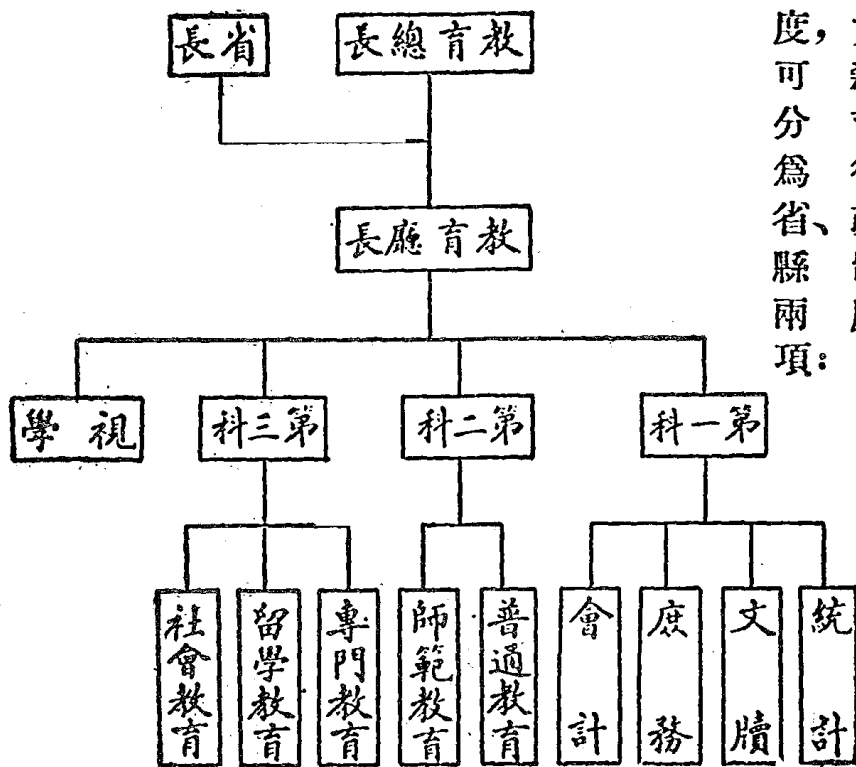 度，可分爲省、縣兩項：
教育總長
省長
教育廳長
第一科
第二科
第三科
視學
統計
文牘
庶務
會計
普通教育
師範教育
專門教育
留學教育
社會教育